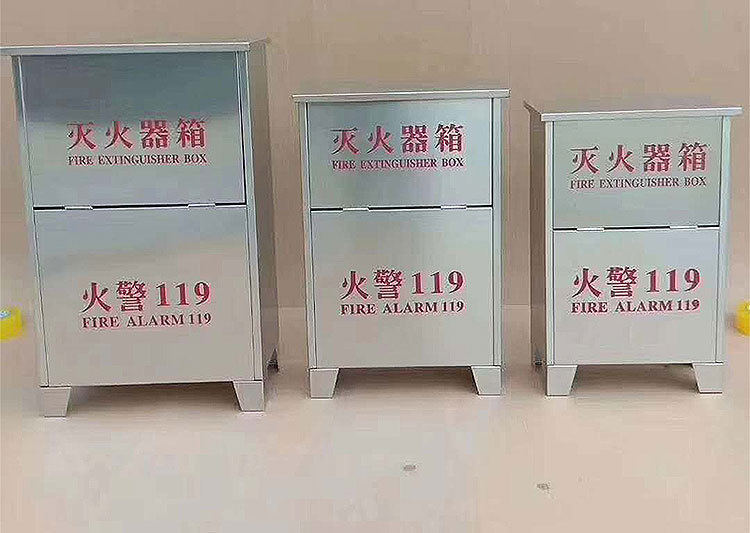 灭火器箱
FIRE EXTINGUISHER BOX
火警119
FIRE ALARM 119
灭火器箱
FIRE EXTINGUISHER BOX
火警119
FIRE ALARM 119
灭火器箱
FIRE EXTINGUISHER BOX
火警119
FIRE ALARM 119